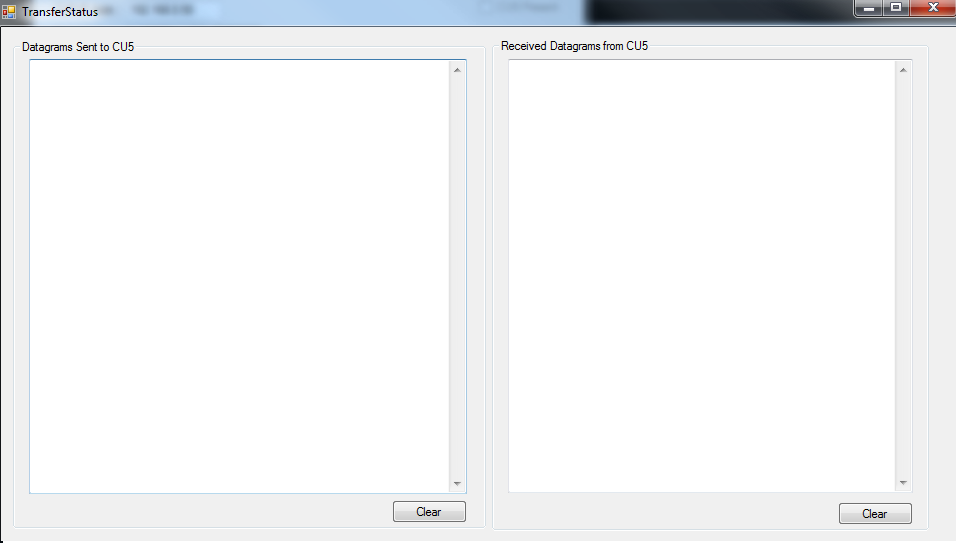 TransferStatus
Datagrams Sent to CU5
Received Datagrams from CU5
Clear
Clear